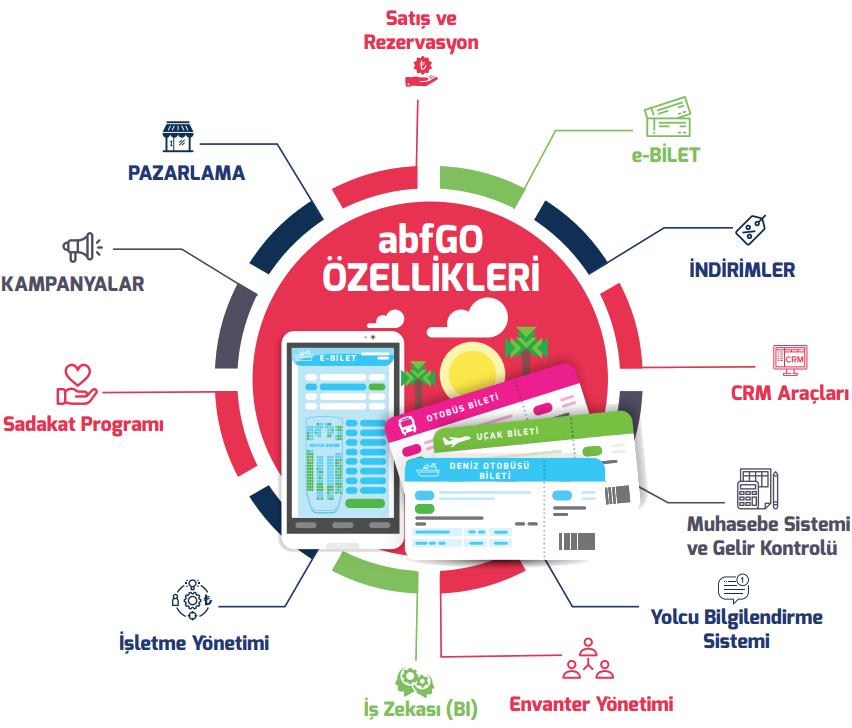 Satış ve
Rezervasyon
e-BİLET
PAZARLAMA
abfGO
ÖZELLİKLERİ
İNDİRİMLER
KAMPANYALAR
E-BİLET
CRM
CRM Araçları
OTOBÜS BİLETİ
UÇAK BİLETİ
Sadakat Programı
DENİZ OTOBÜSÜ
BİLETİ
Muhasebe Sistemi
ve Gelir Kontrolü
1
Yolcu Bilgilendirme
Sistemi
İşletme Yönetimi
Envanter Yönetimi
İş Zekası (BI)